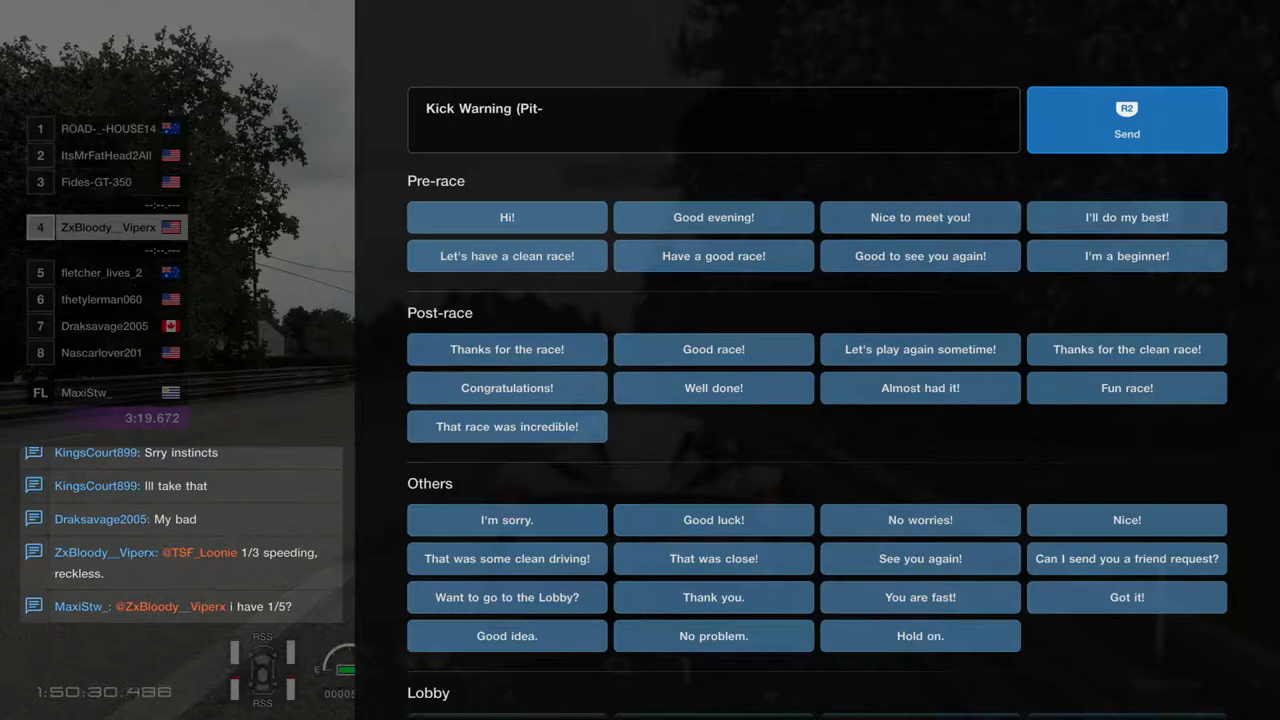 1 ROAD-_-HOUSE14
2 ItsMrFatHead2All
3 Fides-GT-350
--:--.---
4 ZxBloody__Viperx
--:--.---
5 fletcher_lives_2
6 thetylerman060
7 Draksavage2005
8 Nascarlover201
FL MaxiStw_
3:19.672
KingsCourt899: Srry instincts
KingsCourt899: Ill take that
Draksavage2005: My bad
ZxBloody__Viperx: @TSF_Loonie 1/3 speeding,
reckless.
MaxiStw_: @ZxBloody__Viperx i have 1/5?
RSS
E
1:50:30.486
00005
RSS
Kick Warning (Pit-
R2
Send
Pre-race
Hi! Good evening! Nice to meet you! I'll do my best!
Let's have a clean race! Have a good race! Good to see you again! I'm a beginner!
Post-race
Thanks for the race! Good race! Let's play again sometime! Thanks for the clean race!
Congratulations! Well done! Almost had it! Fun race!
That race was incredible!
Others
I'm sorry. Good luck! No worries! Nice!
That was some clean driving! That was close! See you again! Can I send you a friend request?
Want to go to the Lobby? Thank you. You are fast! Got it!
Good idea. No problem. Hold on.
Lobby